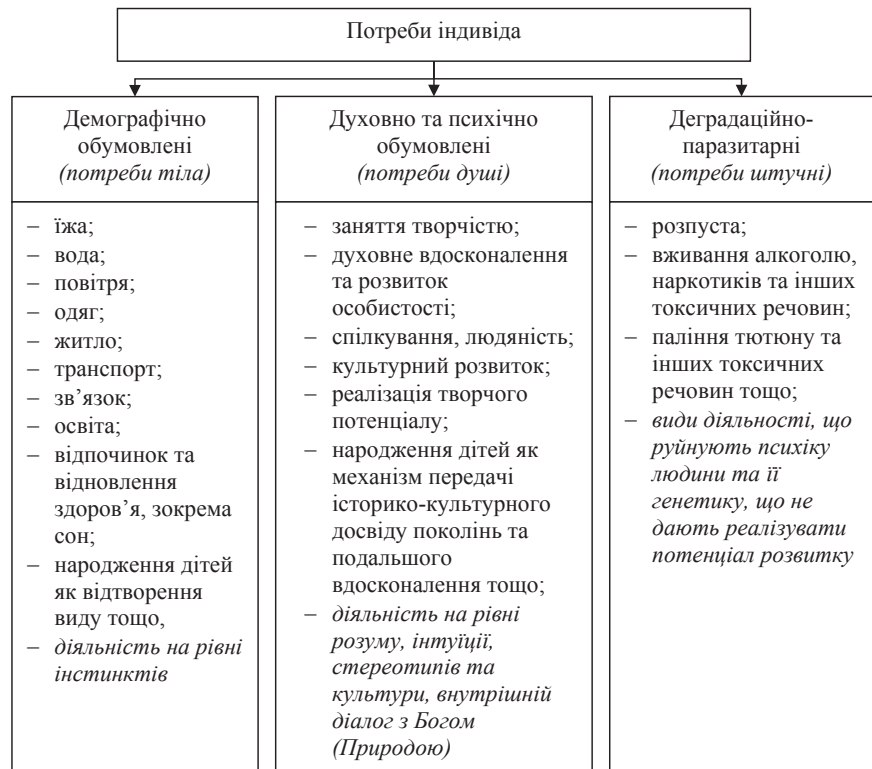 Потреби індивіда
Демографічно
обумовлені
(потреби тіла)
– їжа;
– вода;
– повітря;
– одяг;
– житло;
– транспорт;
– зв’язок;
– освіта;
– відпочинок та
відновлення
здоров’я, зокрема
сон;
– народження дітей
як відтворення
виду тощо,
– діяльність на рівні
інстинктів
Духовно та психічно
обумовлені
(потреби душі)
– заняття творчістю;
– духовне вдосконалення
та розвиток
особистості;
– спілкування, людяність;
– культурний розвиток;
– реалізація творчого
потенціалу;
– народження дітей як
механізм передачі
історико-культурного
досвіду поколінь та
подальшого
вдосконалення тощо;
– діяльність на рівні
розуму, інтуїції,
стереотипів та
культури, внутрішній
діалог з Богом
(Природою)
Деградаційно-
паразитарні
(потреби штучні)
– розпуста;
– вживання алкоголю,
наркотиків та інших
токсичних речовин;
– паління тютюну та
інших токсичних
речовин тощо;
– види діяльності, що
руйнують психіку
людини та її
генетику, що не
дають реалізувати
потенціал розвитку